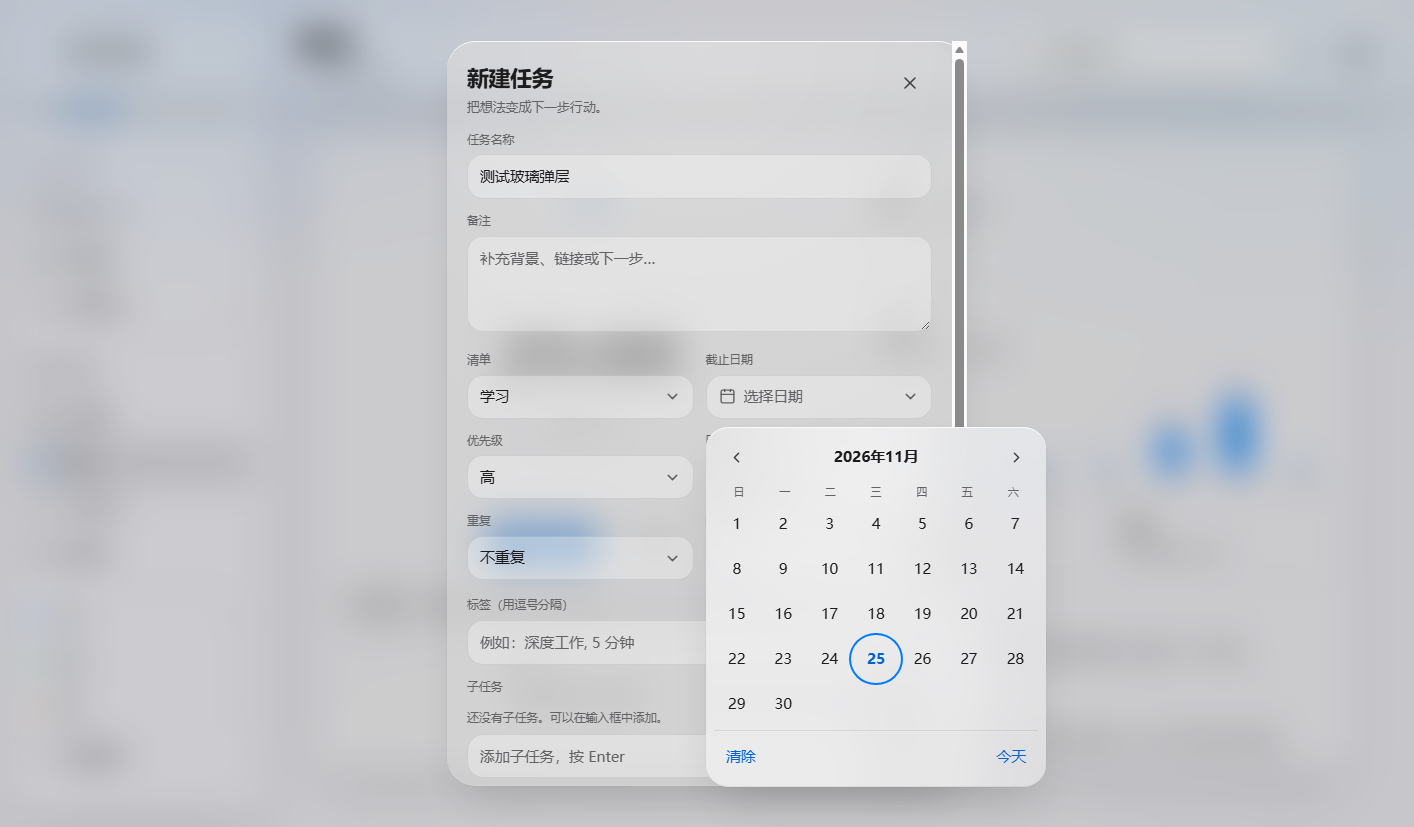 新建任务
把想法变成下一步行动。
任务名称
测试玻璃弹层
备注
补充背景、链接或下一步...
清单
截止日期
学习
选择日期
优先级
高
重复
不重复
标签（用逗号分隔）
例如：深度工作, 5 分钟
子任务
还没有子任务。可以在输入框中添加。
添加子任务，按 Enter
2026年11月
日 一 二 三 四 五 六
1 2 3 4 5 6 7
8 9 10 11 12 13 14
15 16 17 18 19 20 21
22 23 24 25 26 27 28
29 30
清除 今天